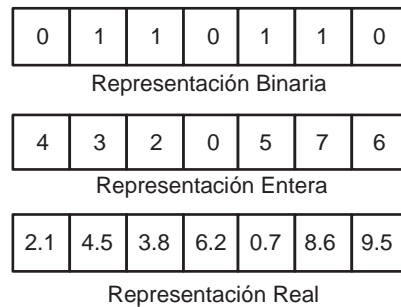 0 1 1 0 1 1 0
Representación Binaria
4 3 2 0 5 7 6
Representación Entera
2.1 4.5 3.8 6.2 0.7 8.6 9.5
Representación Real